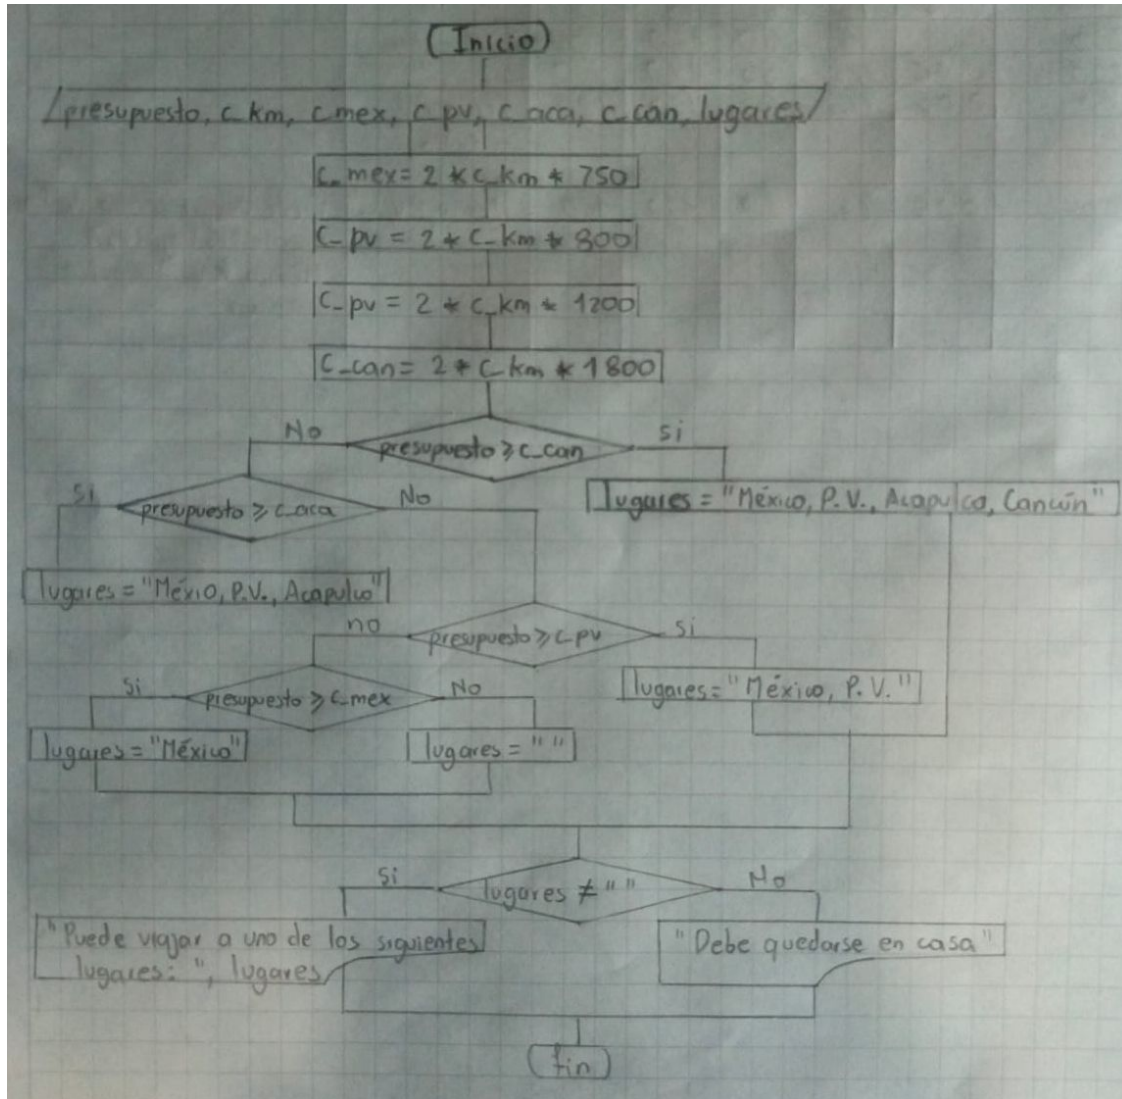 Inicio
presupuesto, c_km, c_mex, c_pv, c_aca, c_can, lugares
c_mex= 2 * c_km * 750
c_pv = 2 * c_km * 800
c_pv = 2 * c_km * 1200
c_can= 2 * c_km * 1800
No presupuesto ≥ c_can si
Si presupuesto ≥ c_aca No
lugares = "México, P.V., Acapulco, Cancún"
lugares = "Méxio, P.V., Acapulco"
no presupuesto ≥ c_pv Si
Si presupuesto ≥ c_mex No
lugares = "México, P.V."
lugares = "México"
lugares = " "
Si lugares ≠ " " No
"Puede viajar a uno de los siguientes
lugares: ", lugares
"Debe quedarse en casa"
fin